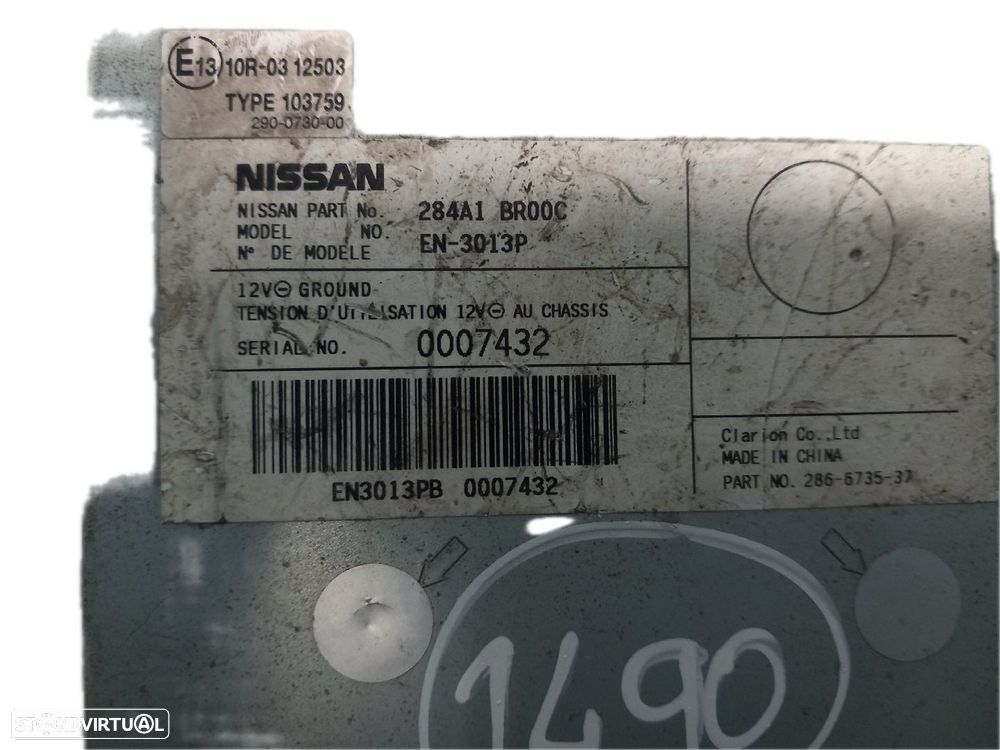 E13 10R-03 12503
TYPE 103759
290-0730-00
NISSAN
NISSAN PART No. 284A1 BR00C
MODEL NO. EN-3013P
N° DE MODELE
12V⊖ GROUND
TENSION D'UTILISATION 12V⊖ AU CHASSIS
SERIAL NO. 0007432
EN3013PB 0007432
Clarion Co.,Ltd
MADE IN CHINA
PART NO. 286-6735-37
1490
STANDVIRTUAL